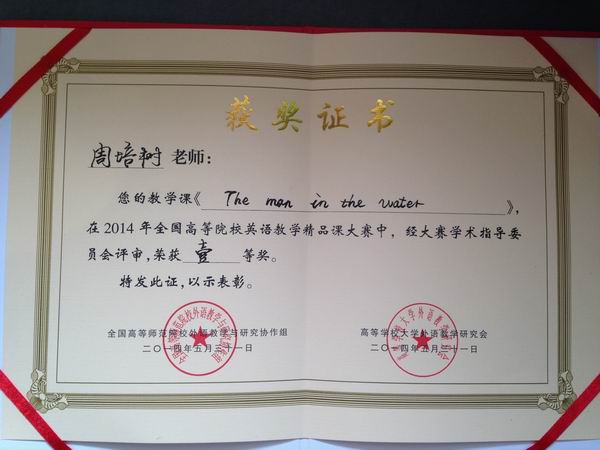 获奖证书
周培树 老师：
您的教学课《 The man in the water 》，
在2014年全国高等院校英语教学精品课大赛中，经大赛学术指导委
员会评审，荣获 壹 等奖。
特发此证，以示表彰。
全国高等师范院校外语教学与研究协作组
二〇一四年五月三十一日
高等学校大学外语教学研究会
二〇一四年五月三十一日